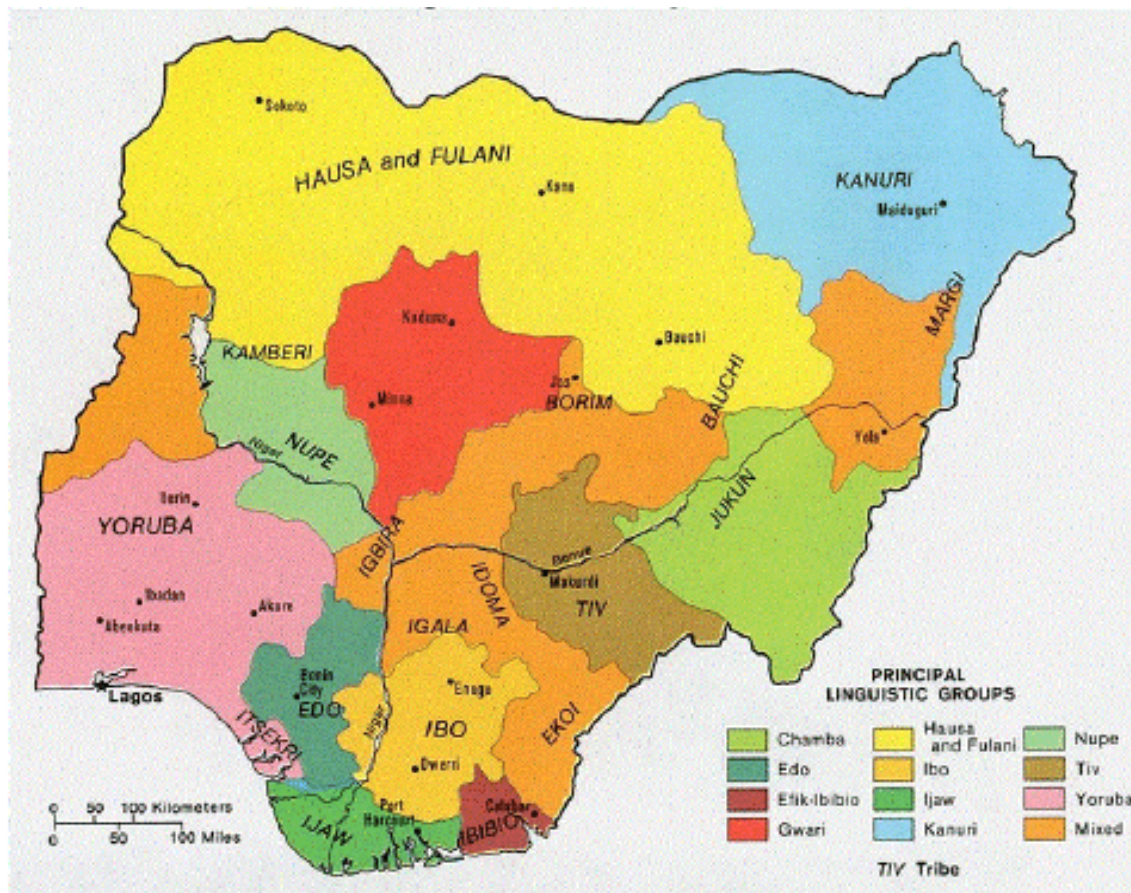 Sokoto
HAUSA and FULANI
Kano
KANURI
Maiduguri
MARGI
Kaduna
Bauchi
KAMBERI
Jos
BORIM
BAUCHI
Minna
Yola
NUPE
Niger
Ilorin
YORUBA
JUKUN
IGBIRA
Benue
Makurdi
IDOMA
TIV
Ibadan
Akure
Abeokuta
IGALA
Lagos
Benin
City
EDO
Enugu
Niger
IBO
EKOI
ITSEKRI
Owerri
Port
Harcourt
Calabar
IJAW
IBIBIO
0 50 100 Kilometers
0 50 100 Miles
PRINCIPAL
LINGUISTIC GROUPS
Chamba
Edo
Efik-Ibibio
Gwari
Hausa
and Fulani
Ibo
Ijaw
Kanuri
Nupe
Tiv
Yoruba
Mixed
TIV Tribe